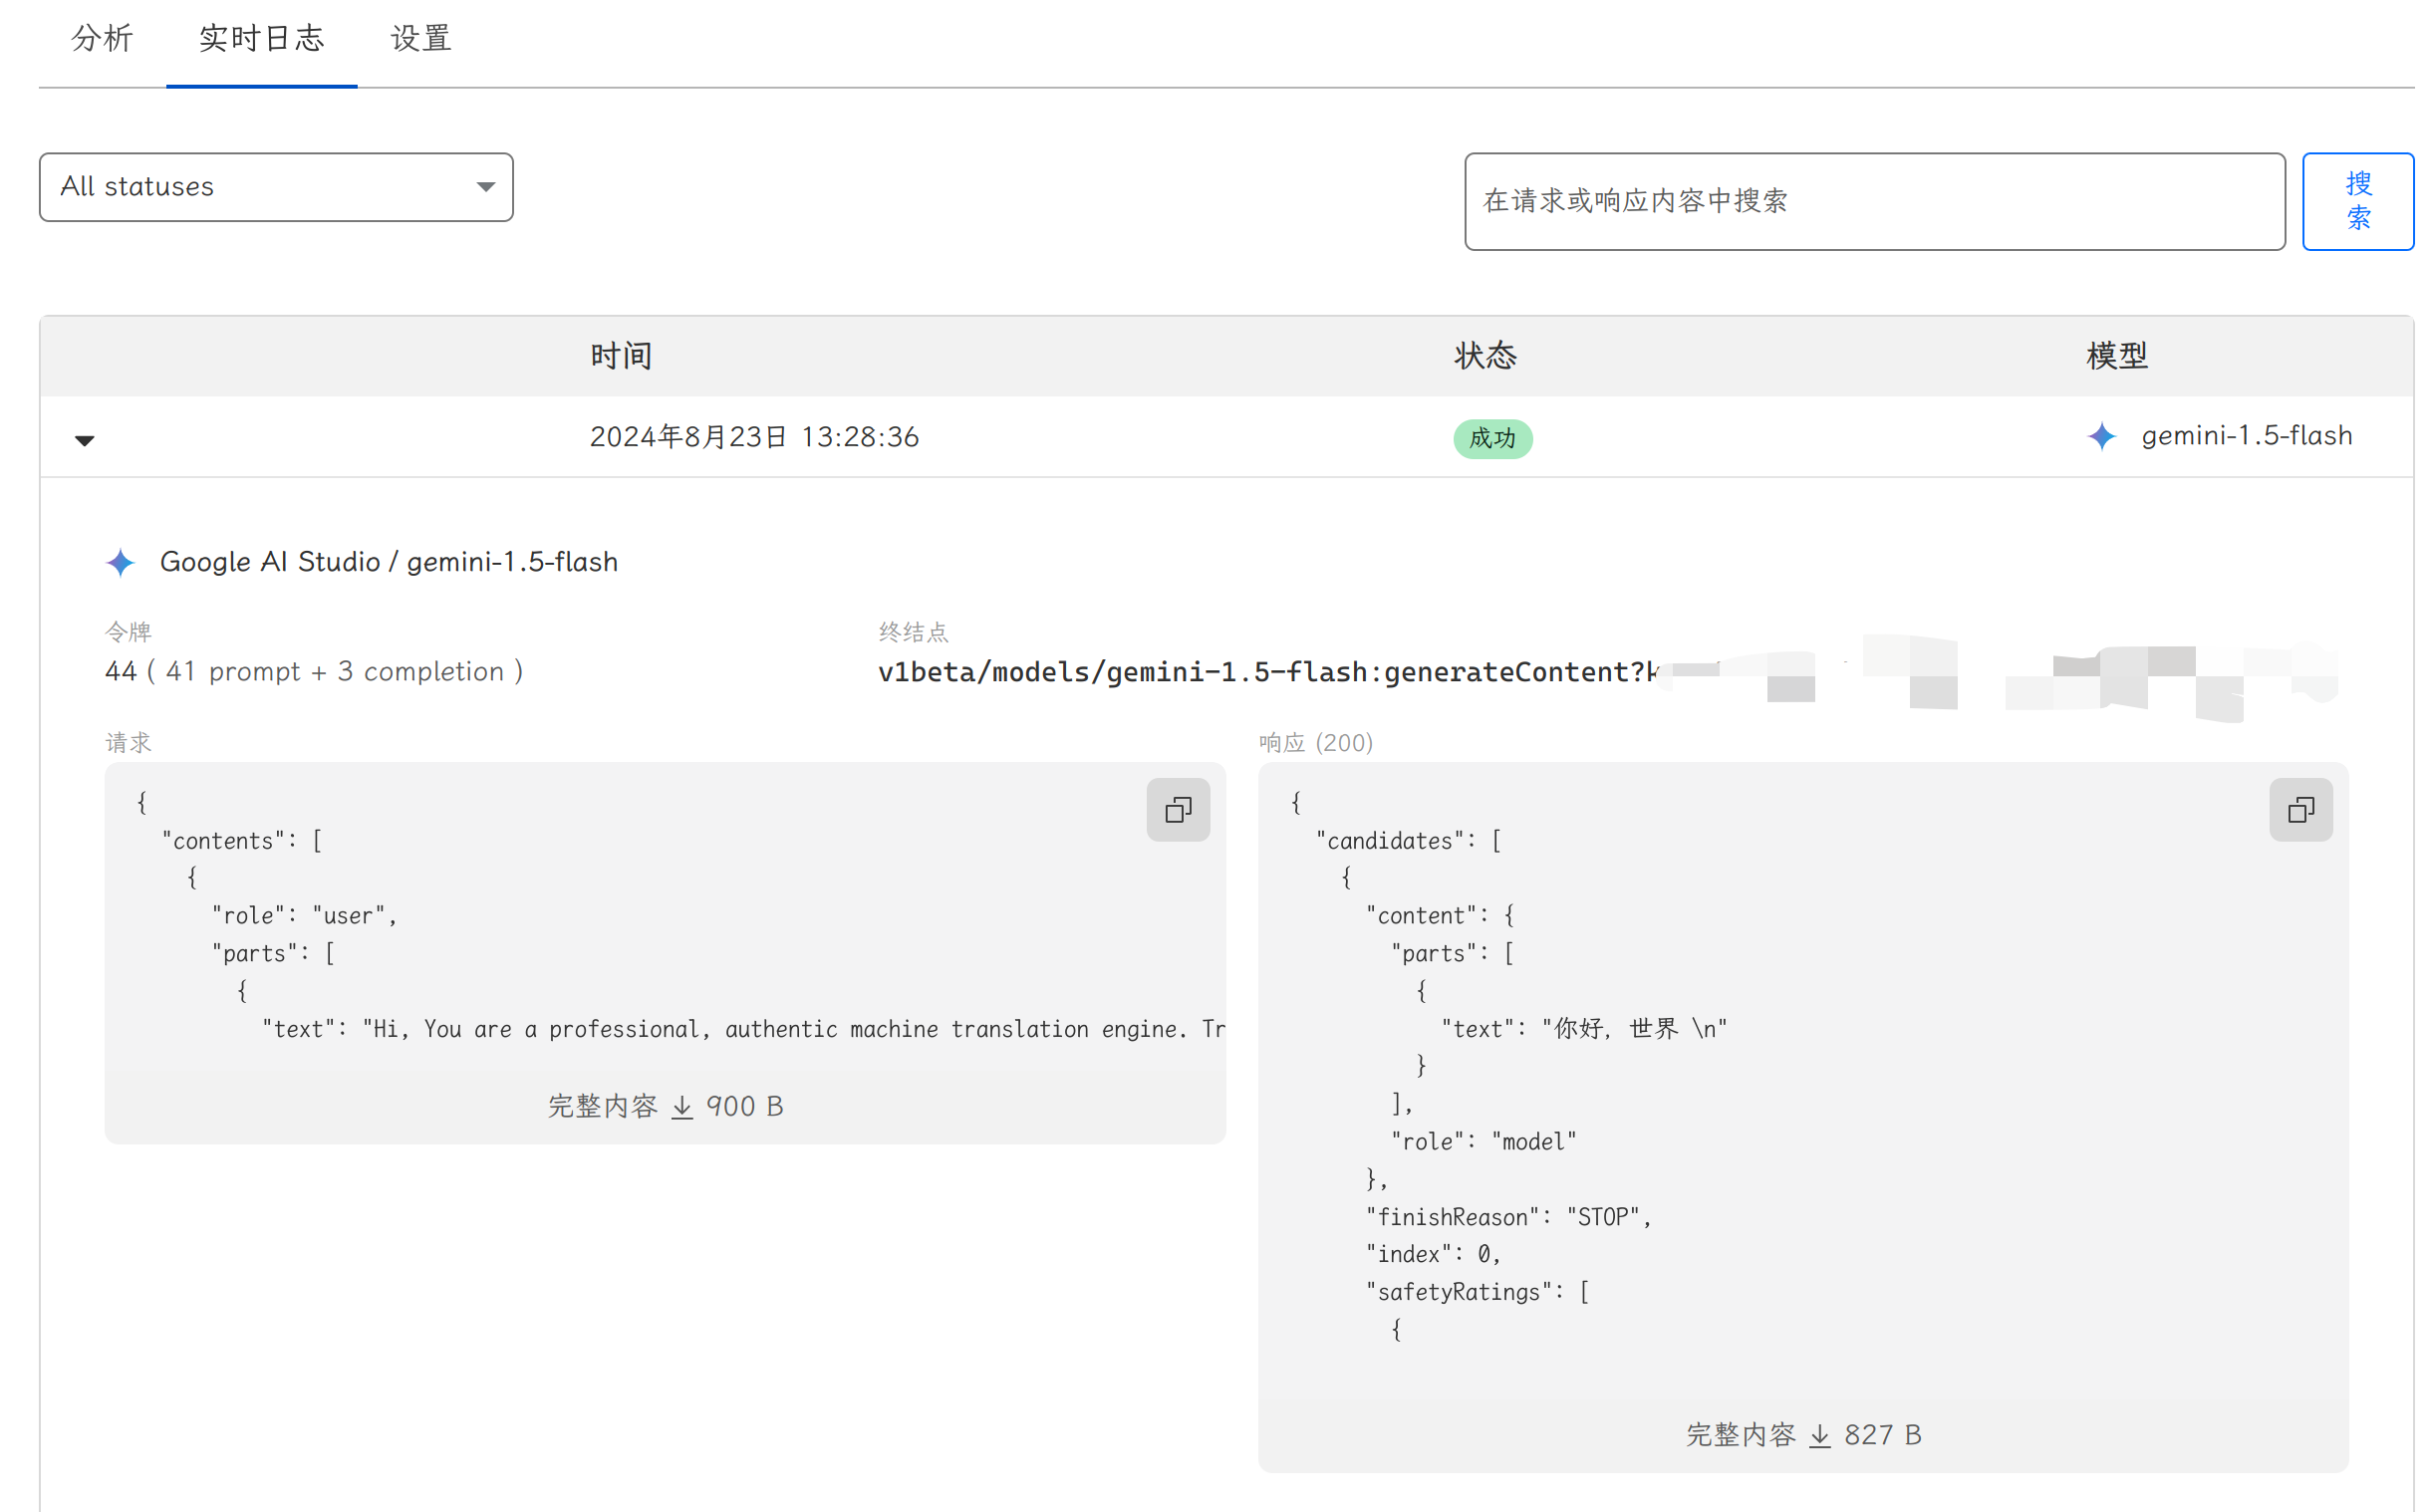 分析 实时日志 设置
All statuses
在请求或响应内容中搜索
搜
索
时间 状态 模型
2024年8月23日 13:28:36 成功 gemini-1.5-flash
Google AI Studio / gemini-1.5-flash
令牌
44 ( 41 prompt + 3 completion )
终结点
v1beta/models/gemini-1.5-flash:generateContent?k
请求
{
"contents": [
{
"role": "user",
"parts": [
{
"text": "Hi, You are a professional, authentic machine translation engine. Tr
完整内容 900 B
响应 (200)
{
"candidates": [
{
"content": {
"parts": [
{
"text": "你好，世界 \n"
}
],
"role": "model"
},
"finishReason": "STOP",
"index": 0,
"safetyRatings": [
{
完整内容 827 B